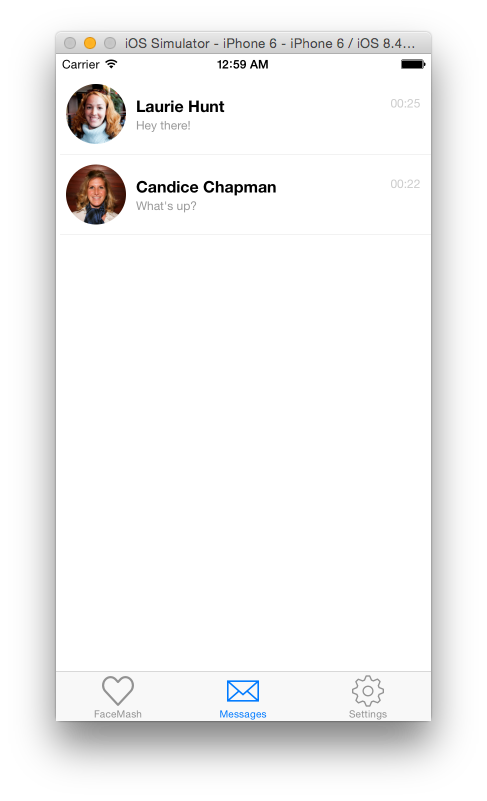 iOS Simulator - iPhone 6 - iPhone 6 / iOS 8.4...
Carrier 12:59 AM
Laurie Hunt 00:25
Hey there!
Candice Chapman 00:22
What's up?
FaceMash Messages Settings